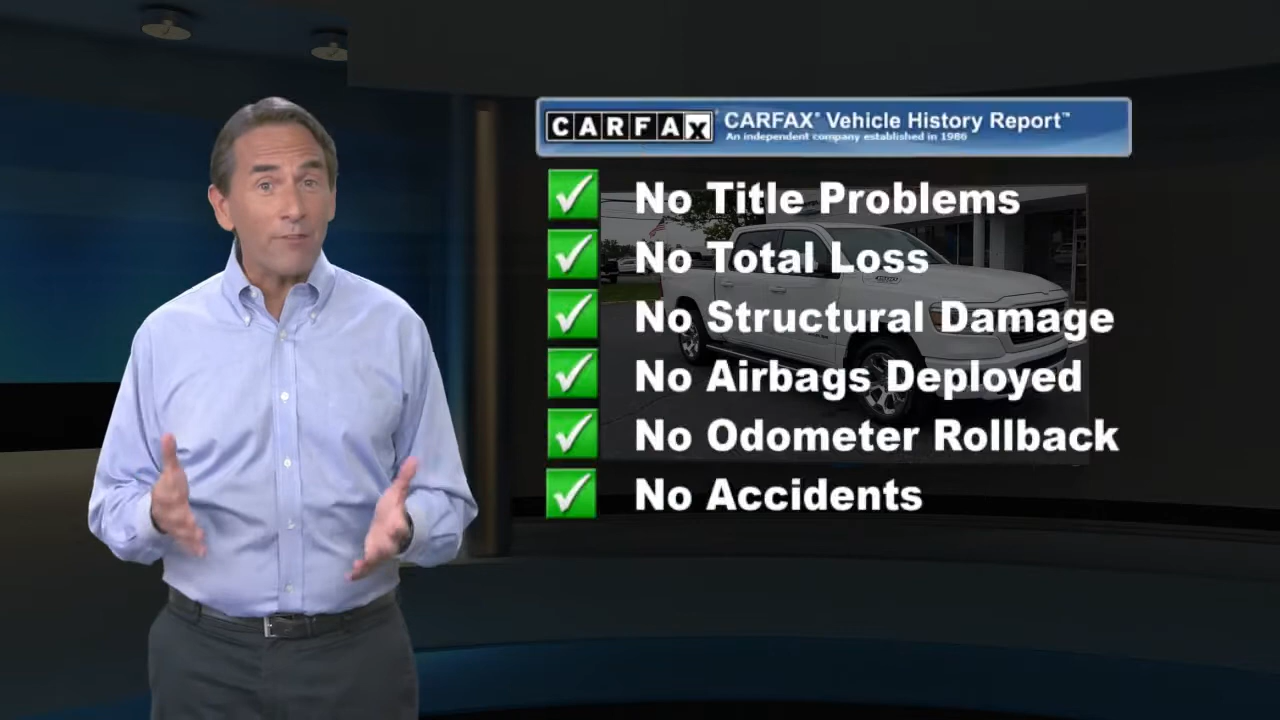 CARFAX
CARFAX® Vehicle History Report™
An independent company established in 1986
No Title Problems
No Total Loss
No Structural Damage
No Airbags Deployed
No Odometer Rollback
No Accidents